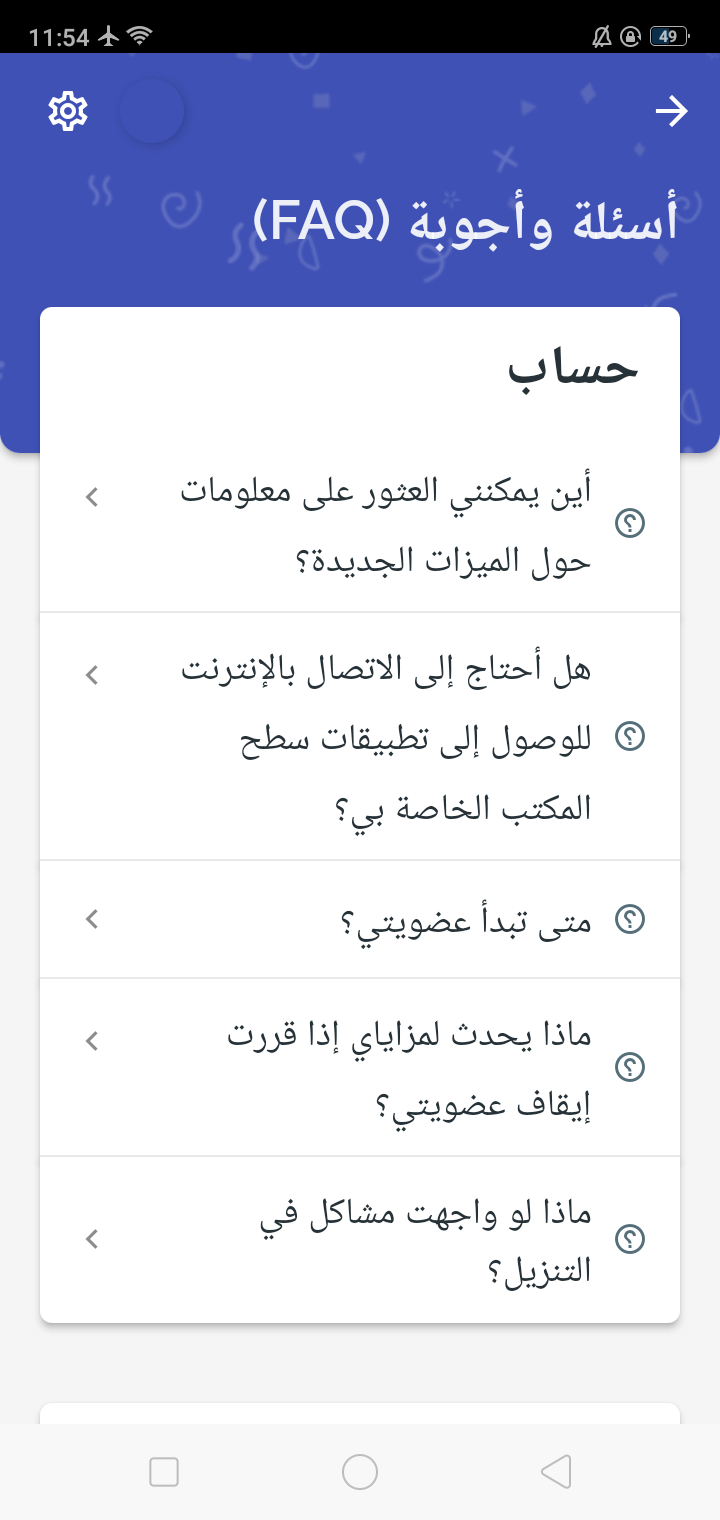 11:54
49
أسئلة وأجوبة (FAQ)
حساب
أين يمكنني العثور على معلومات
حول الميزات الجديدة؟
هل أحتاج إلى الاتصال بالإنترنت
للوصول إلى تطبيقات سطح
المكتب الخاصة بي؟
متى تبدأ عضويتي؟
ماذا يحدث لمزاياي إذا قررت
إيقاف عضويتي؟
ماذا لو واجهت مشاكل في
التنزيل؟